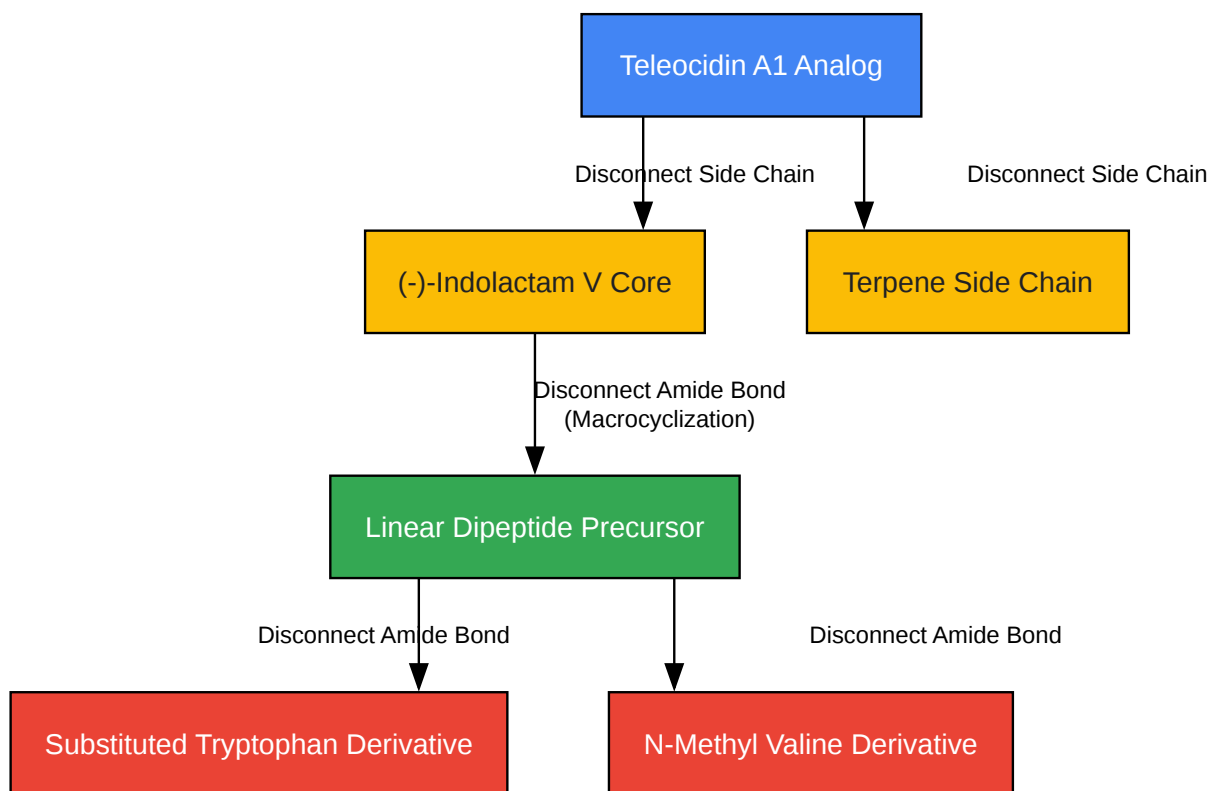 Teleocidin A1 Analog
Disconnect Side Chain
Disconnect Side Chain
(-)-Indolactam V Core
Terpene Side Chain
Disconnect Amide Bond
(Macrocyclization)
Linear Dipeptide Precursor
Disconnect Amide Bond
Disconnect Amide Bond
Substituted Tryptophan Derivative
N-Methyl Valine Derivative